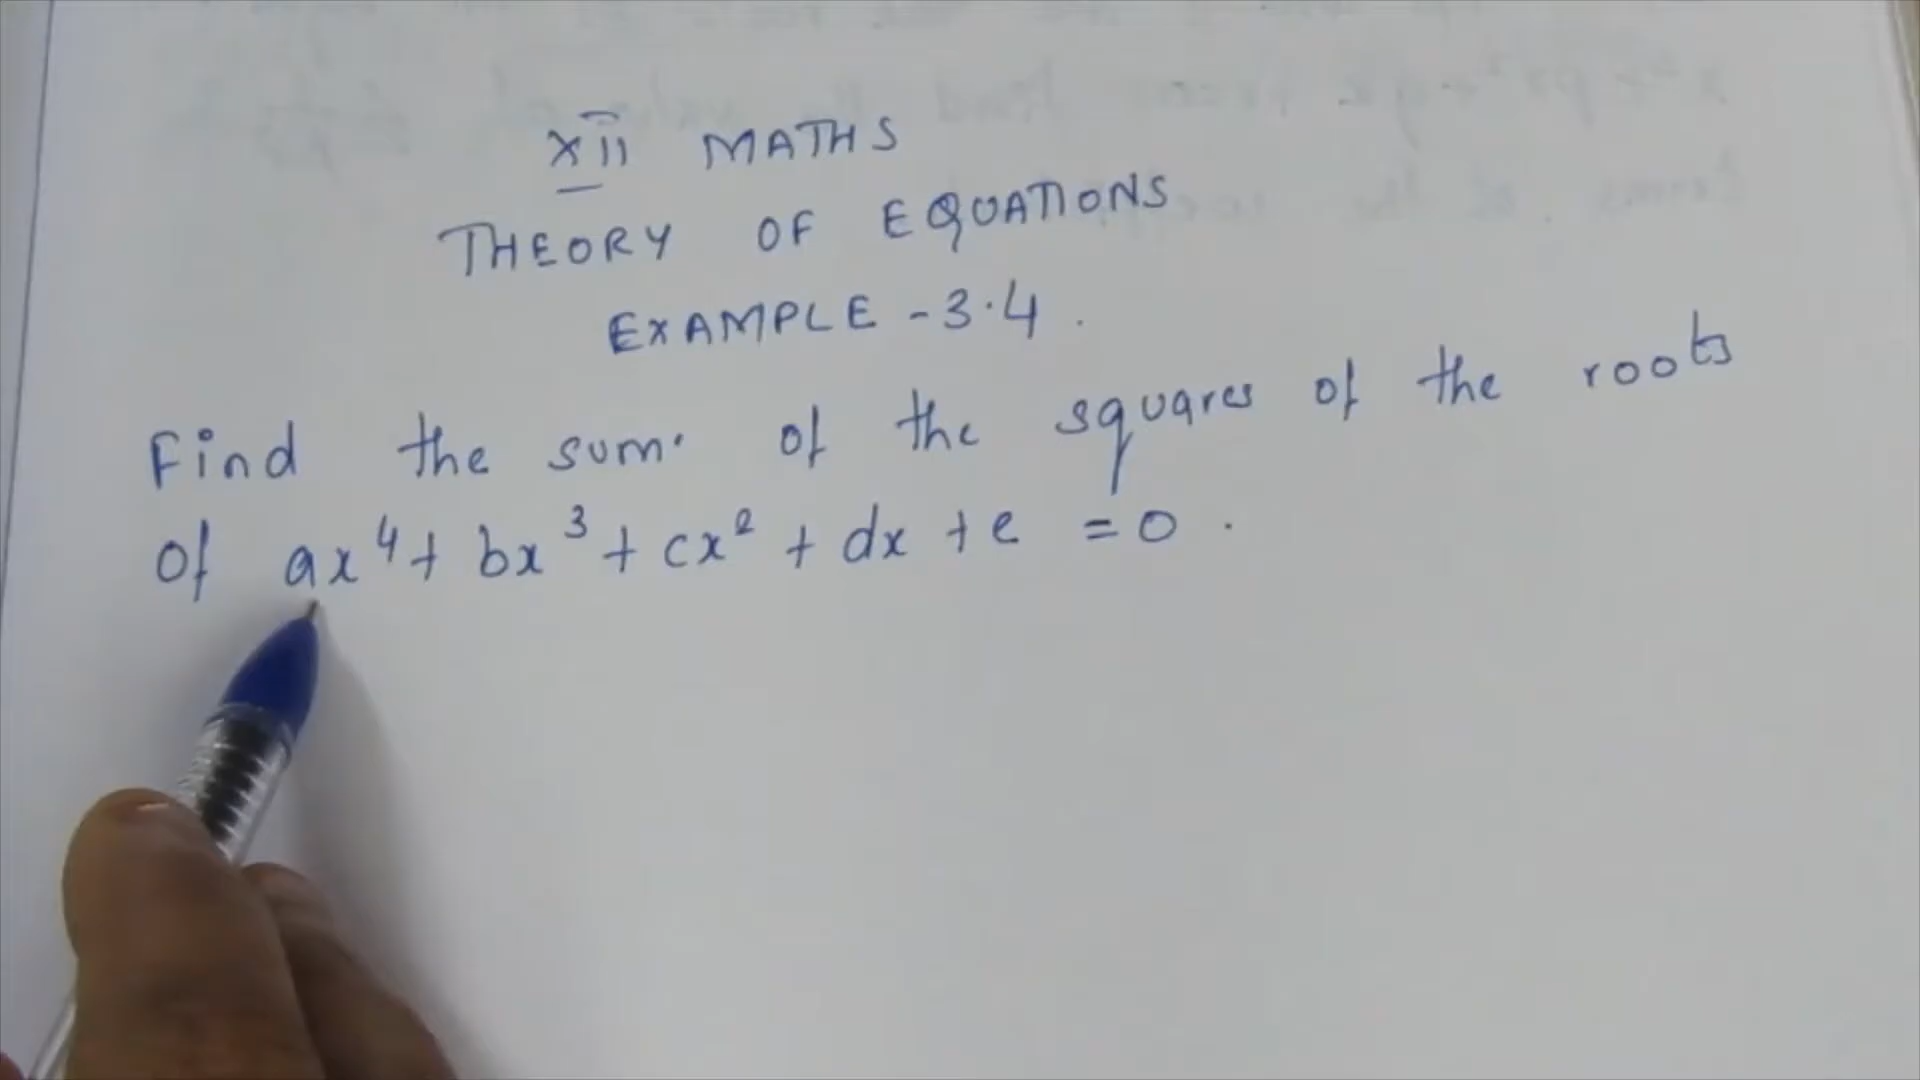 XII MATHS
THEORY OF EQUATIONS
EXAMPLE - 3.4.
Find the sum of the squares of the roots
of ax⁴ + bx³ + cx² + dx + e = 0.